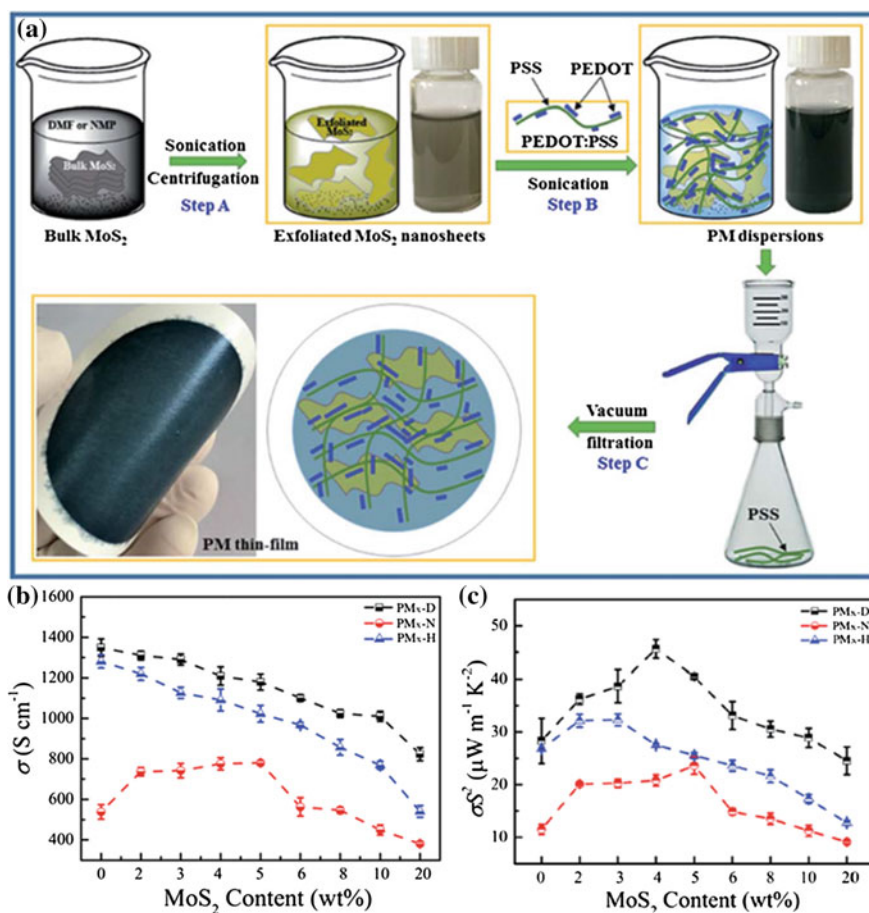 (a)
PSS PEDOT
DMF or NMP
Bulk MoS₂
Sonication
Centrifugation
Step A
Exfoliated
MoS₂
PEDOT:PSS
Sonication
Step B
Bulk MoS₂
Exfoliated MoS₂ nanosheets
PM dispersions
PM thin-film
Vacuum
filtration
Step C
PSS
(b)
1600
1400
1200
1000
800
600
400
σ (S cm⁻¹)
PMx-D
PMx-N
PMx-H
0 2 3 4 5 6 8 10 20
MoS₂ Content (wt%)
(c)
50
40
30
20
10
σS² (μW m⁻¹ K⁻²)
PMx-D
PMx-N
PMx-H
0 2 3 4 5 6 8 10 20
MoS₂ Content (wt%)